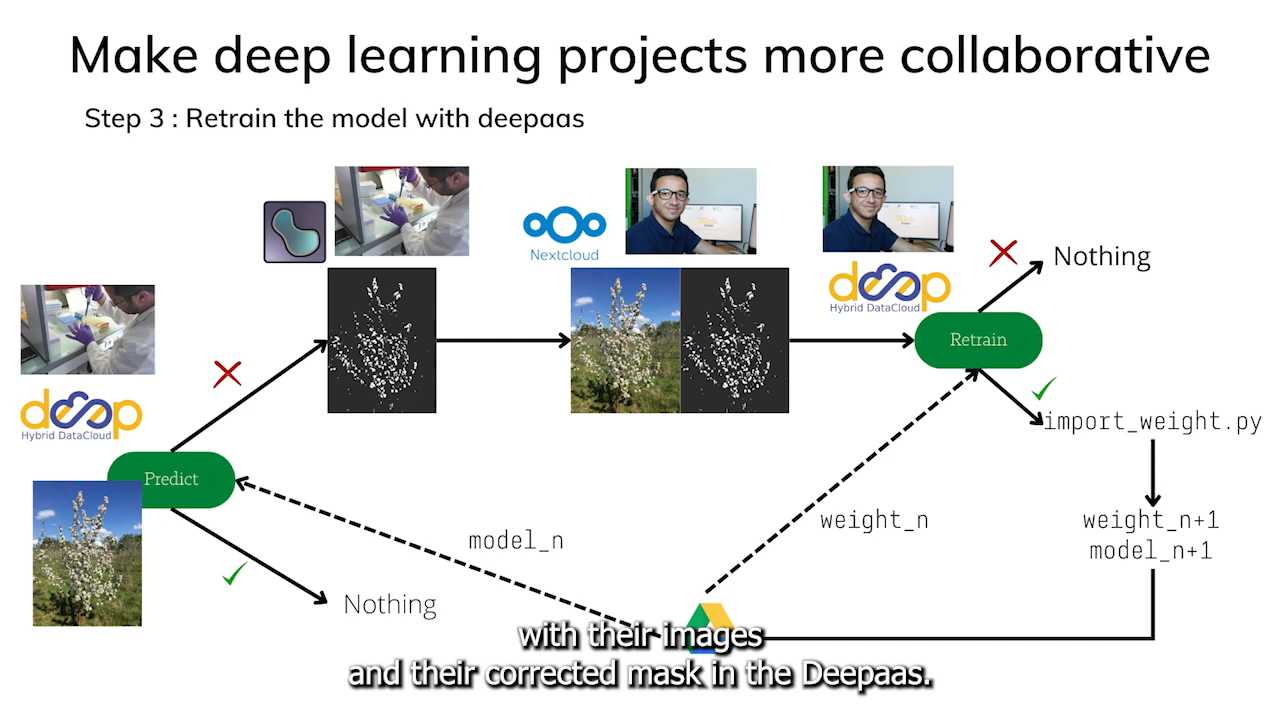 Make deep learning projects more collaborative
Step 3 : Retrain the model with deepaas
Nextcloud
deep
Hybrid DataCloud
Retrain
Nothing
import_weight.py
weight_n+1
model_n+1
deep
Hybrid DataCloud
Predict
Nothing
model_n
weight_n
with their images
and their corrected mask in the Deepaas.